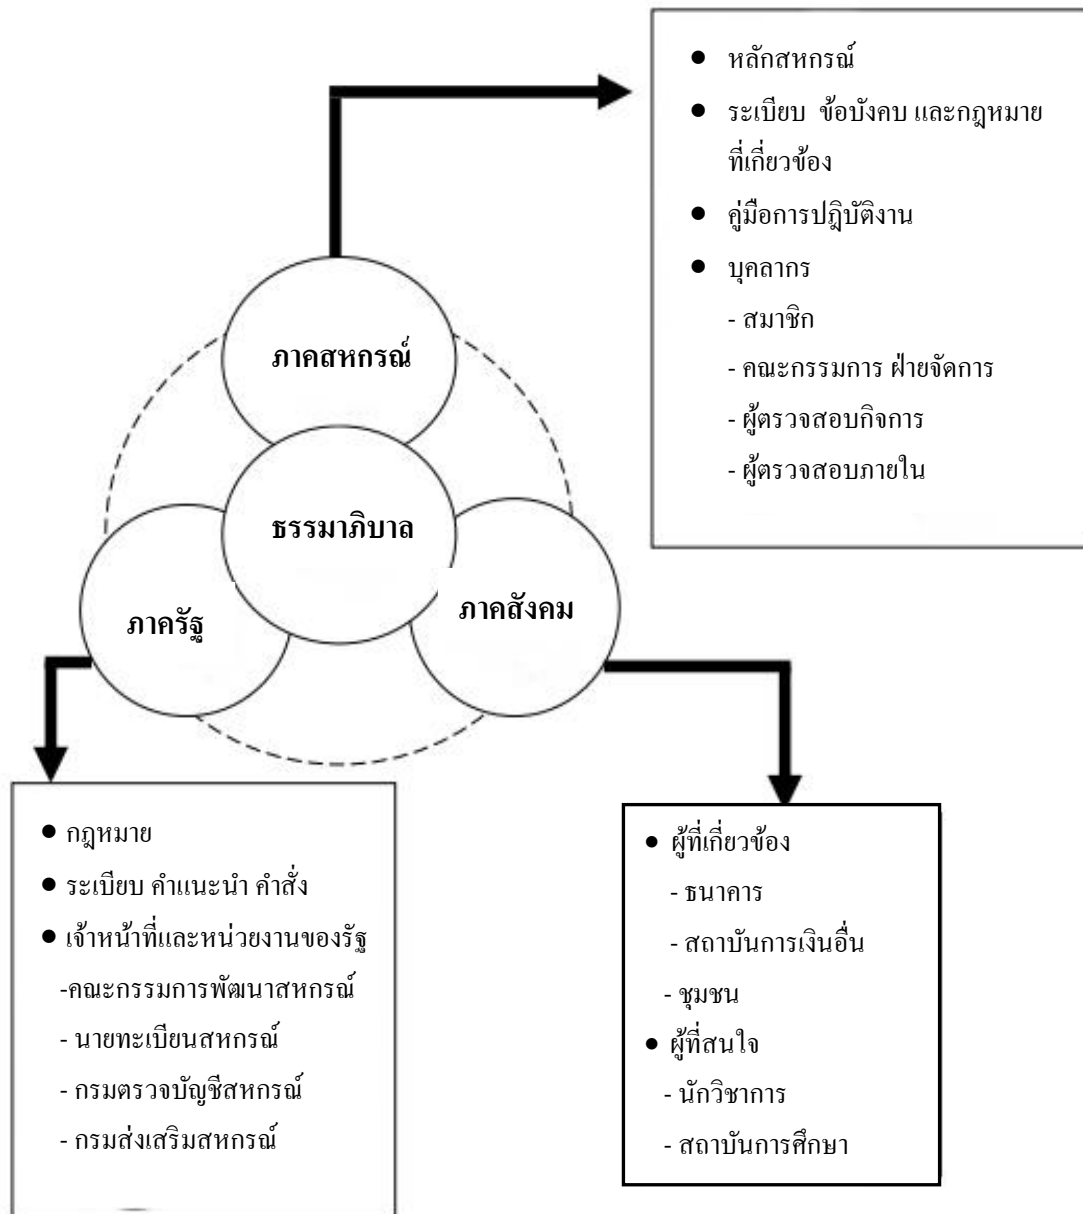 ● หลักสหกรณ์
● ระเบียบ ข้อบังคบ และกฎหมาย
ที่เกี่ยวข้อง
● คู่มือการปฏิบัติงาน
● บุคลากร
- สมาชิก
- คณะกรรมการ ฝ่ายจัดการ
- ผู้ตรวจสอบกิจการ
- ผู้ตรวจสอบภายใน
ภาคสหกรณ์
ธรรมาภิบาล
ภาครัฐ
ภาคสังคม
● กฎหมาย
● ระเบียบ คำแนะนำ คำสั่ง
● เจ้าหน้าที่และหน่วยงานของรัฐ
-คณะกรรมการพัฒนาสหกรณ์
- นายทะเบียนสหกรณ์
- กรมตรวจบัญชีสหกรณ์
- กรมส่งเสริมสหกรณ์
● ผู้ที่เกี่ยวข้อง
- ธนาคาร
- สถาบันการเงินอื่น
- ชุมชน
● ผู้ที่สนใจ
- นักวิชาการ
- สถาบันการศึกษา